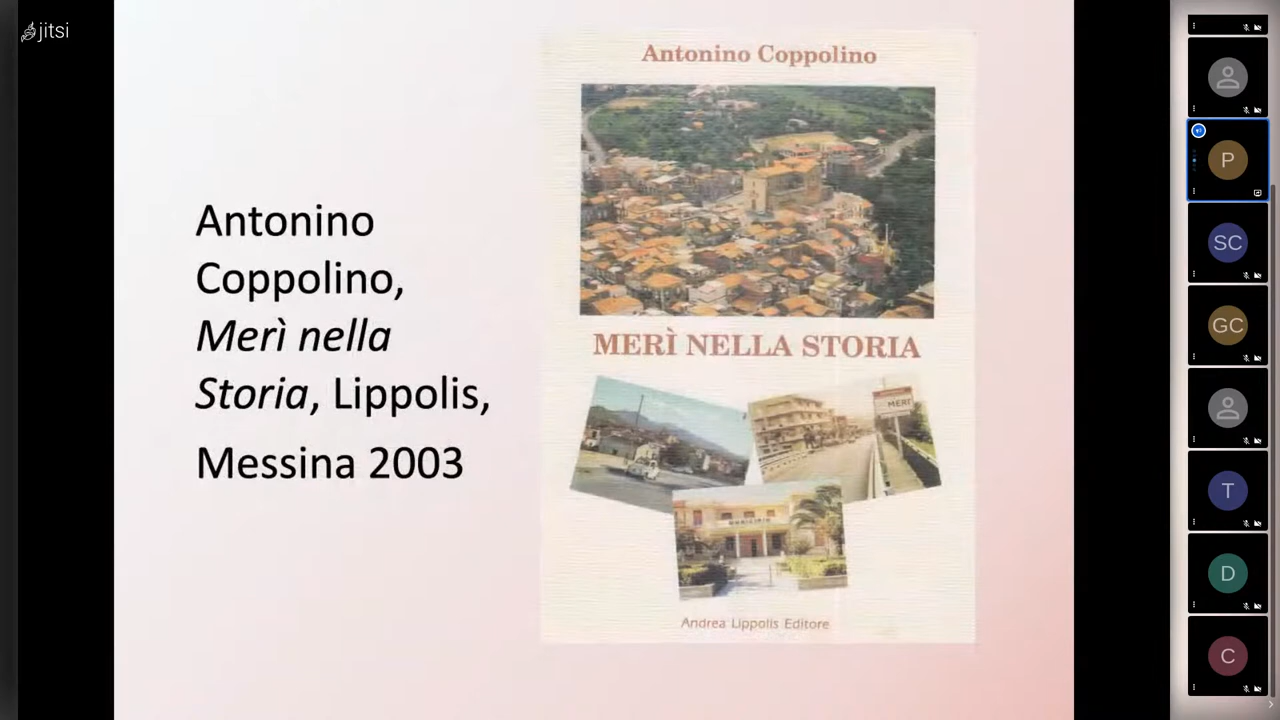 jitsi
Antonino
Coppolino,
Merì nella
Storia, Lippolis,
Messina 2003
Antonino Coppolino
MERÌ NELLA STORIA
MERÌ
MUNICIPIO
Andrea Lippolis Editore
P
SC
GC
T
D
C